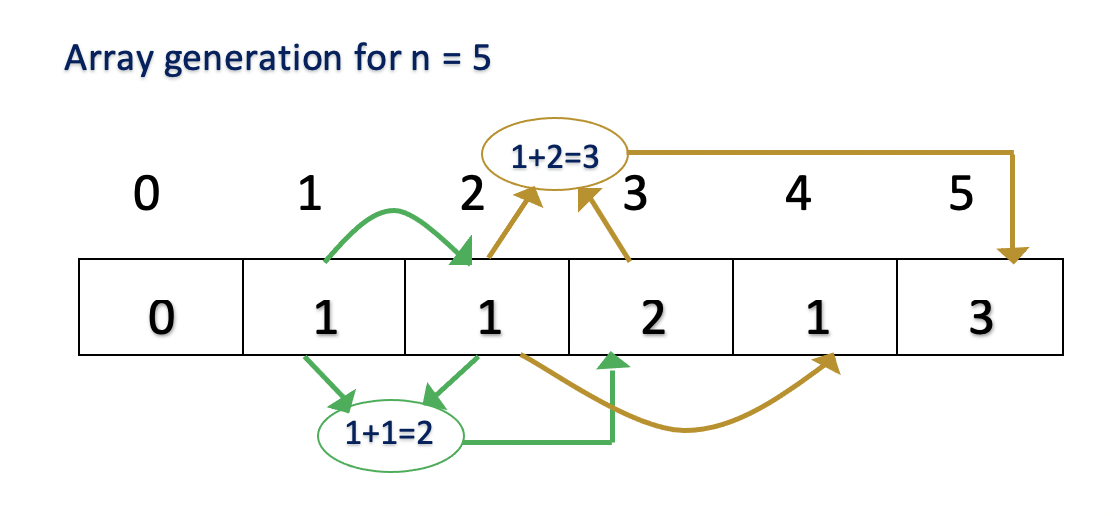 Array generation for n = 5
1+2=3
0 1 2 3 4 5
0 1 1 2 1 3
1+1=2